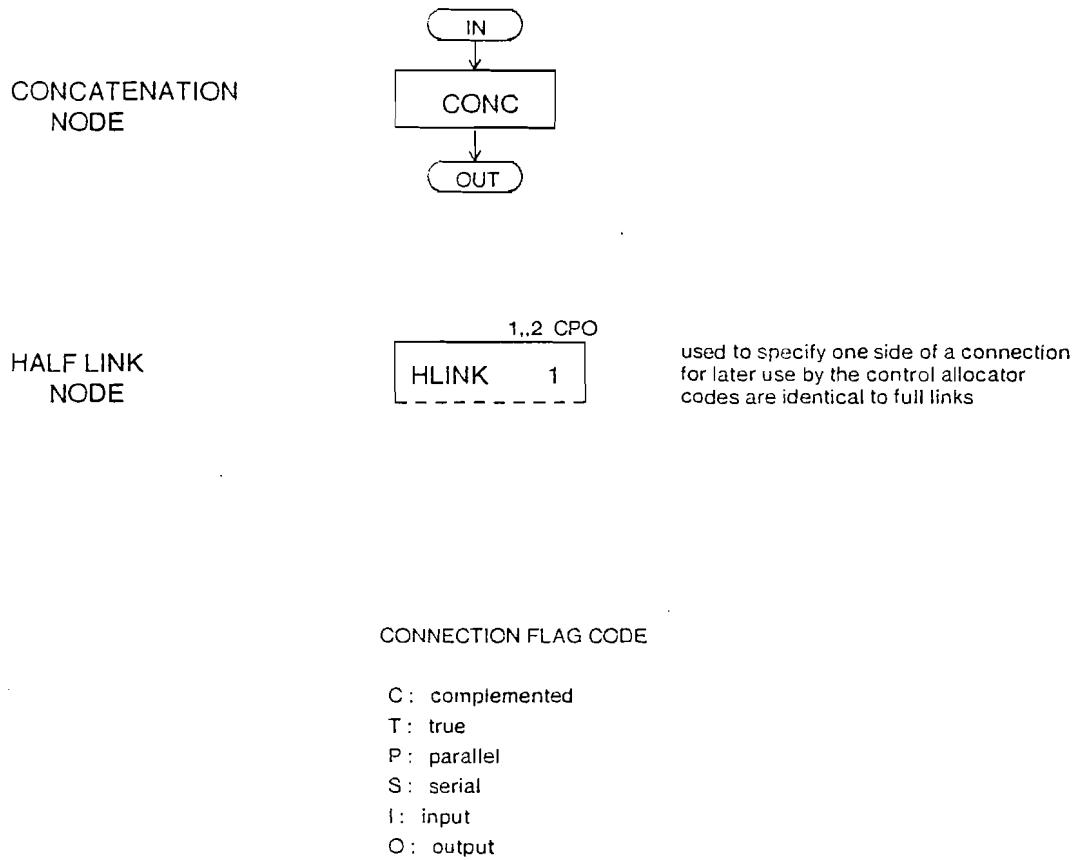 IN
CONCATENATION
NODE
CONC
OUT
1,,2 CPO
HALF LINK
NODE
HLINK 1
used to specify one side of a connection
for later use by the control allocator
codes are identical to full links
CONNECTION FLAG CODE
C : complemented
T : true
P : parallel
S : serial
I : input
O : output